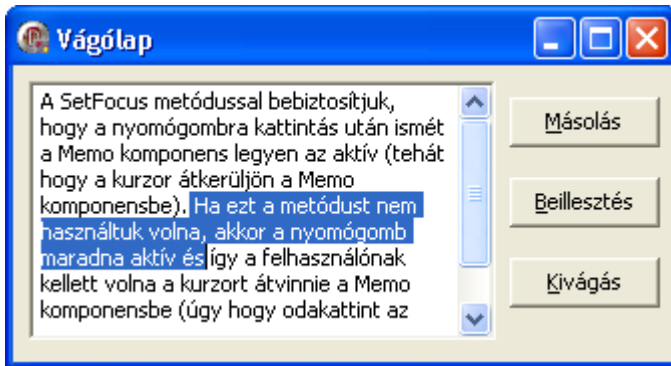 Vágólap
A SetFocus metódussal bebiztosítjuk,
hogy a nyomógombra kattintás után ismét
a Memo komponens legyen az aktív (tehát
hogy a kurzor átkerüljön a Memo
komponensbe). Ha ezt a metódust nem
használtuk volna, akkor a nyomógomb
maradna aktív és így a felhasználónak
kellett volna a kurzort átvinnie a Memo
komponensbe (úgy hogy odakattint az
Másolás
Beillesztés
Kivágás